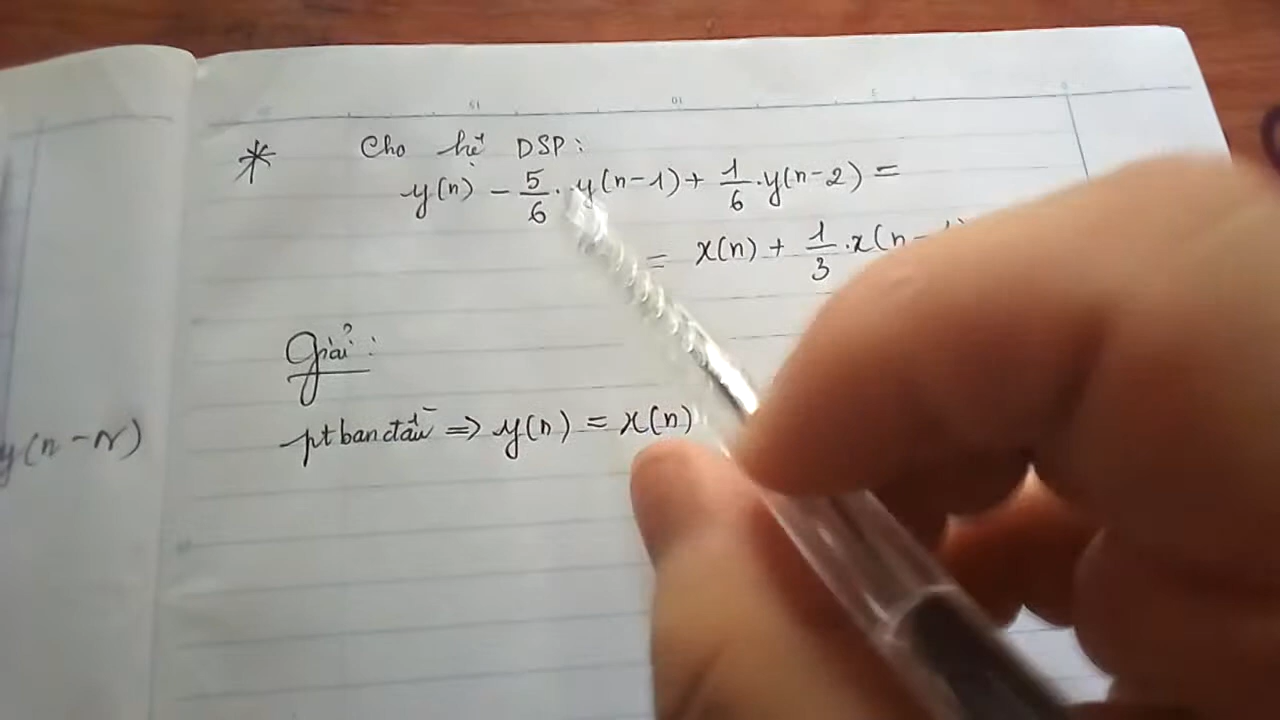 * Cho hệ DSP:
y(n) - 5/6 . y(n-1) + 1/6 . y(n-2) =
= x(n) + 1/3 . x(n-
Giải:
pt ban đầu ⇒ y(n) = x(n)
y(n-N)